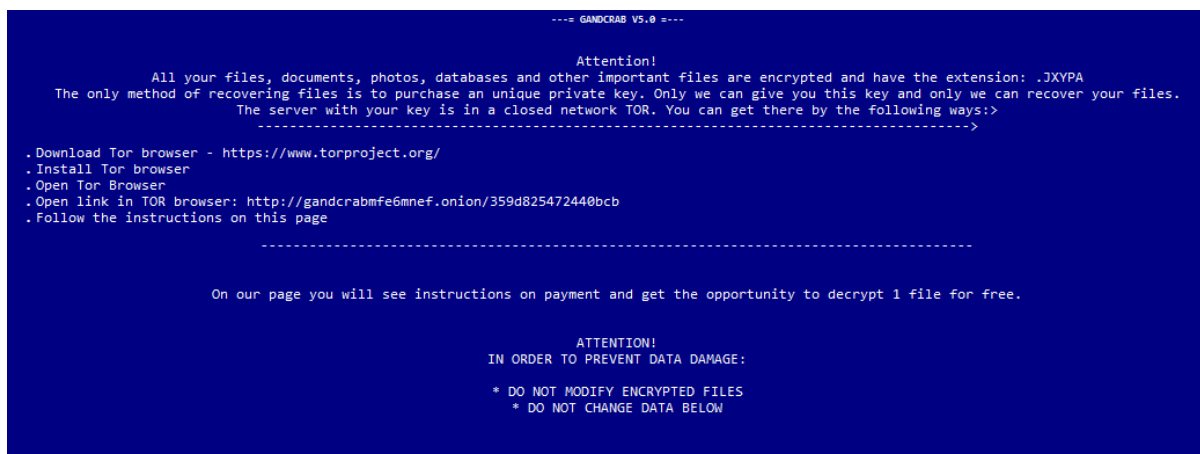 ---= GANDCRAB V5.0 =---
Attention!
All your files, documents, photos, databases and other important files are encrypted and have the extension: .JXYPA
The only method of recovering files is to purchase an unique private key. Only we can give you this key and only we can recover your files.
The server with your key is in a closed network TOR. You can get there by the following ways:>
----------------------------------------------------------------------------------------->
.Download Tor browser - https://www.torproject.org/
.Install Tor browser
.Open Tor Browser
.Open link in TOR browser: http://gandcrabmfe6mnef.onion/359d825472440bcb
.Follow the instructions on this page
-----------------------------------------------------------------------------------------
On our page you will see instructions on payment and get the opportunity to decrypt 1 file for free.
ATTENTION!
IN ORDER TO PREVENT DATA DAMAGE:
* DO NOT MODIFY ENCRYPTED FILES
* DO NOT CHANGE DATA BELOW